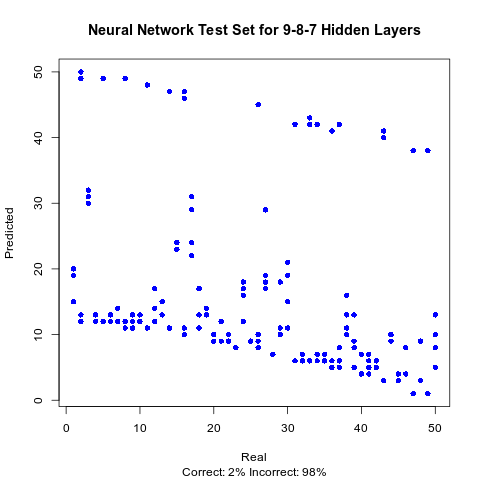 Neural Network Test Set for 9-8-7 Hidden Layers
Predicted
50
40
30
20
10
0
0 10 20 30 40 50
Real
Correct: 2% Incorrect: 98%